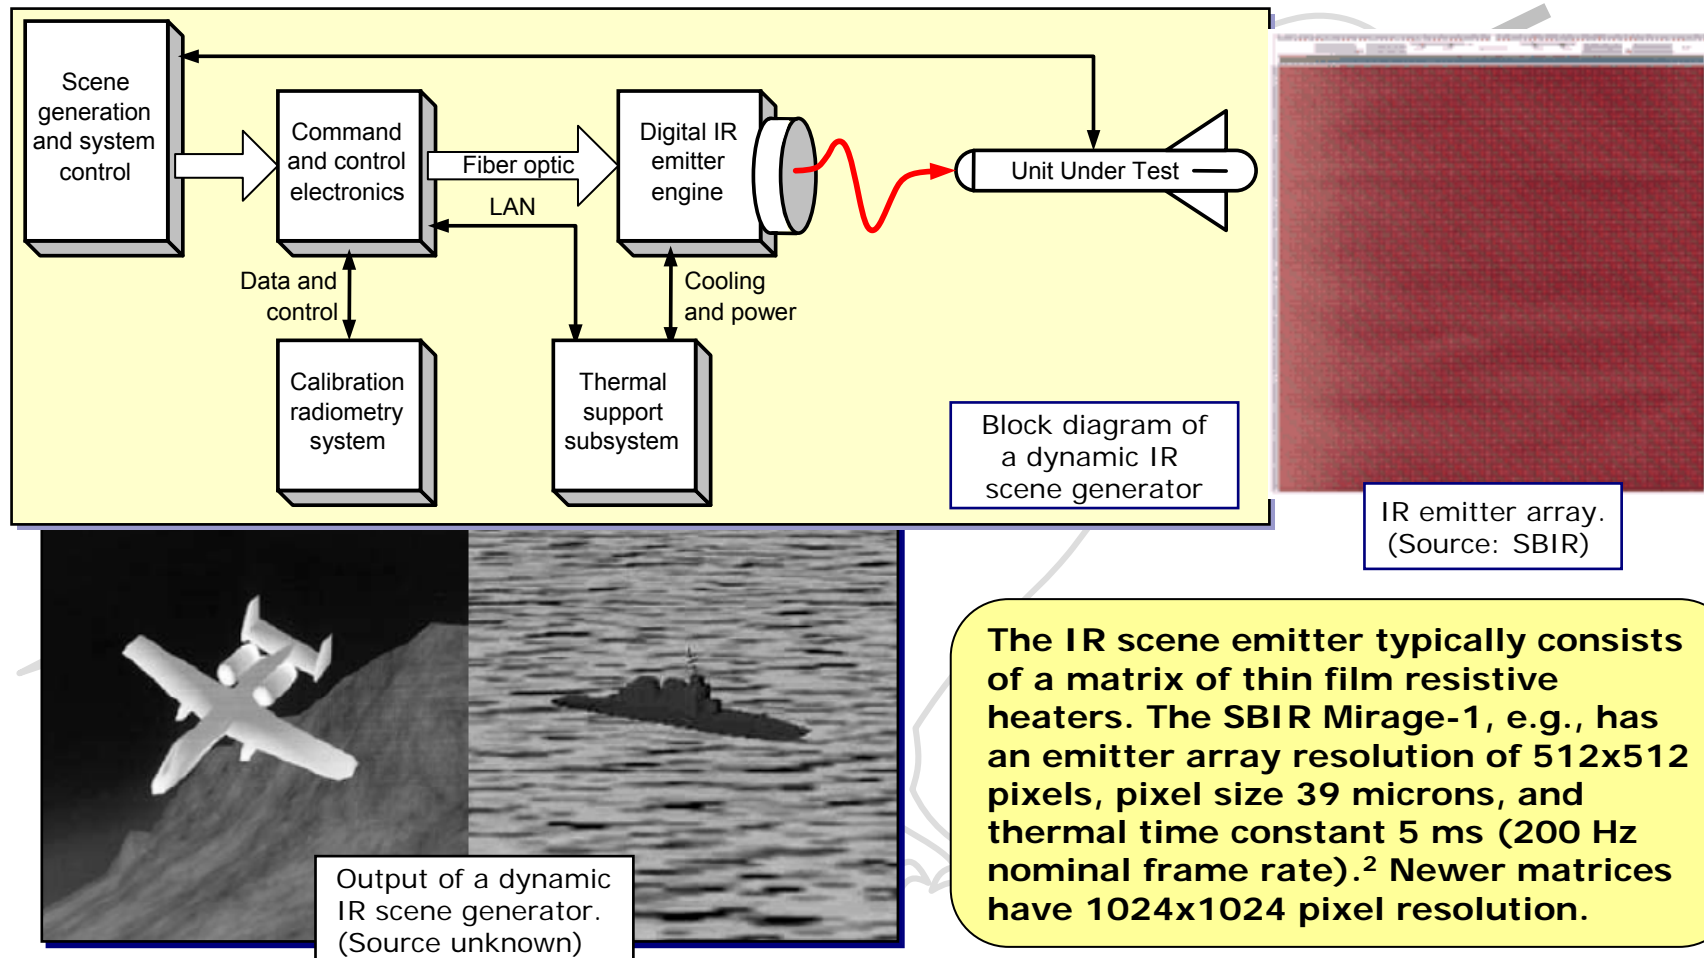 Scene
generation
and system
control
Command
and control
electronics
Fiber optic
Digital IR
emitter
engine
Unit Under Test
LAN
Data and
control
Cooling
and power
Calibration
radiometry
system
Thermal
support
subsystem
Block diagram of
a dynamic IR
scene generator
IR emitter array.
(Source: SBIR)
Output of a dynamic
IR scene generator.
(Source unknown)
The IR scene emitter typically consists
of a matrix of thin film resistive
heaters. The SBIR Mirage-1, e.g., has
an emitter array resolution of 512x512
pixels, pixel size 39 microns, and
thermal time constant 5 ms (200 Hz
nominal frame rate).² Newer matrices
have 1024x1024 pixel resolution.